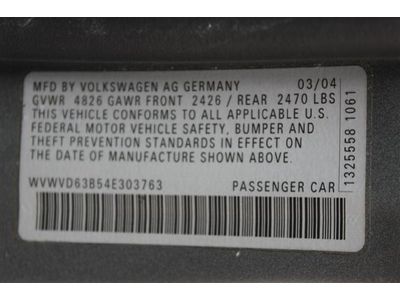 MFD BY VOLKSWAGEN AG GERMANY 03/04
GVWR 4826 GAWR FRONT 2426 / REAR 2470 LBS
THIS VEHICLE CONFORMS TO ALL APPLICABLE U.S.
FEDERAL MOTOR VEHICLE SAFETY, BUMPER AND
THEFT PREVENTION STANDARDS IN EFFECT ON THE
DATE OF MANUFACTURE SHOWN ABOVE.
WVWVD63B54E303763 PASSENGER CAR
1325558 1061